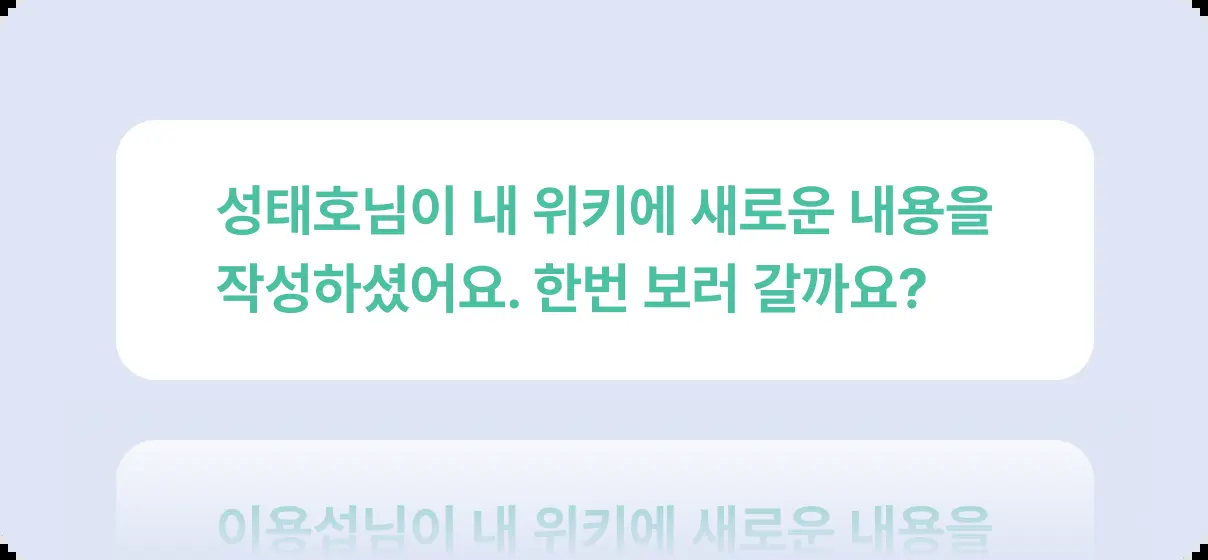 성태호님이 내 위키에 새로운 내용을
작성하셨어요. 한번 보러 갈까요?
이용섭님이 내 위키에 새로운 내용을